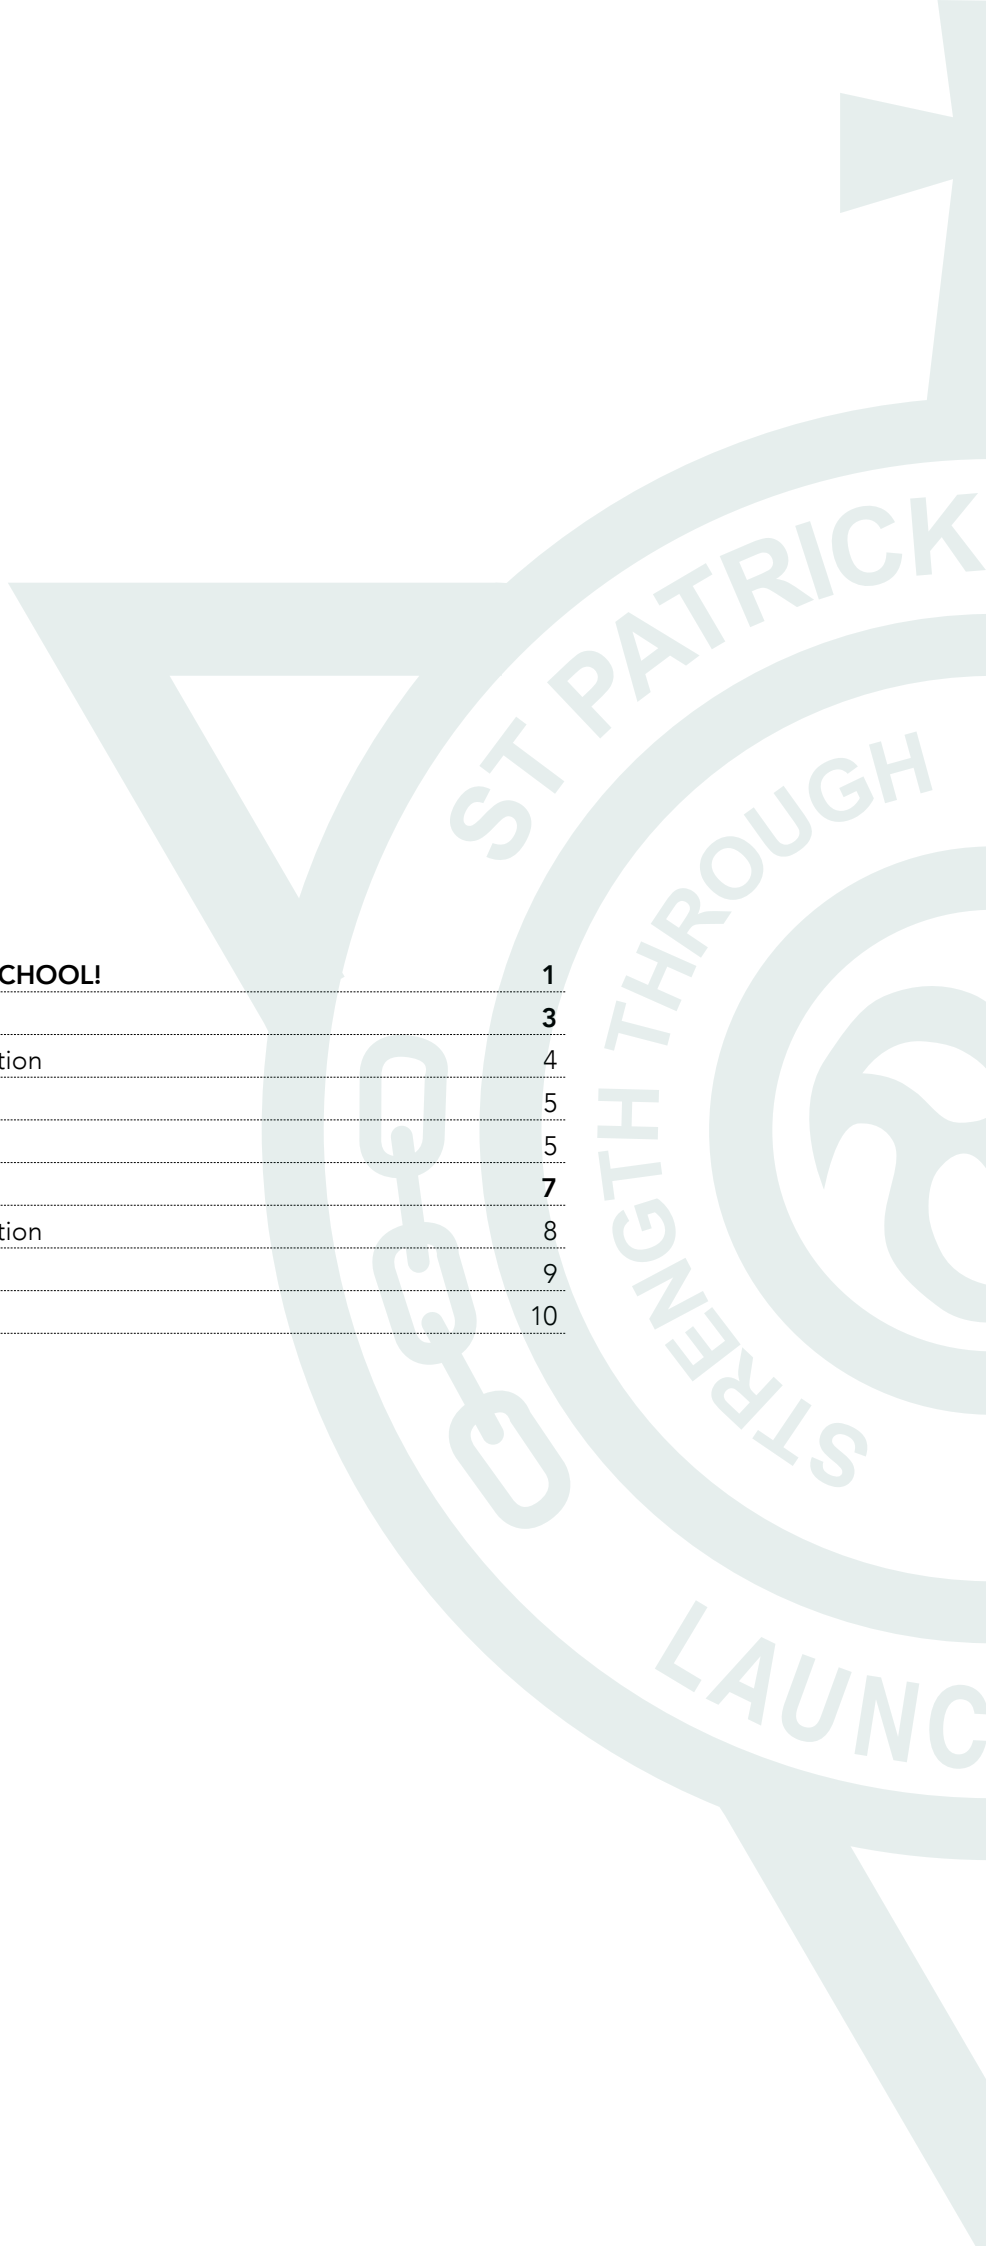 ST PATRICK
STRENGTH THROUGH
CHOOL! 1
3
tion 4
5
5
7
tion 8
9
10
LAUNC